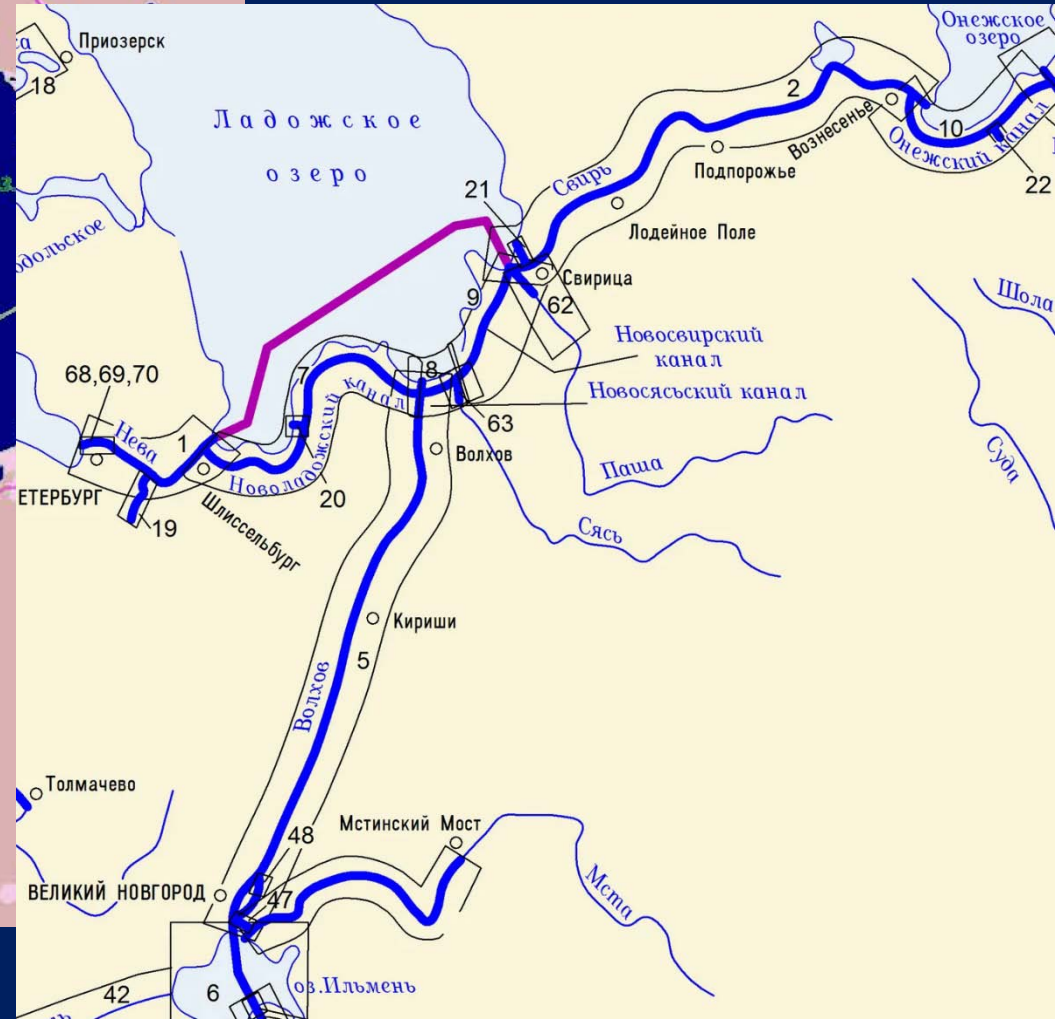 Онежское
озеро
Приозерск
18
Ладожское
озеро
2
Вознесенье
10
Онежский канал
22
Подпорожье
Свирь
21
Лодейное Поле
Свирица
62
9
Шола
Новосвирский
канал
7
8
68,69,70
Новосясьский канал
63
Нева
1
Новоладожский канал
Волхов
Суда
Паша
20
ЕТЕРБУРГ
19
Шлиссельбург
Сясь
Кириши
5
Волхов
Толмачево
Мстинский Мост
48
ВЕЛИКИЙ НОВГОРОД
47
Мста
оз.Ильмень
42
6